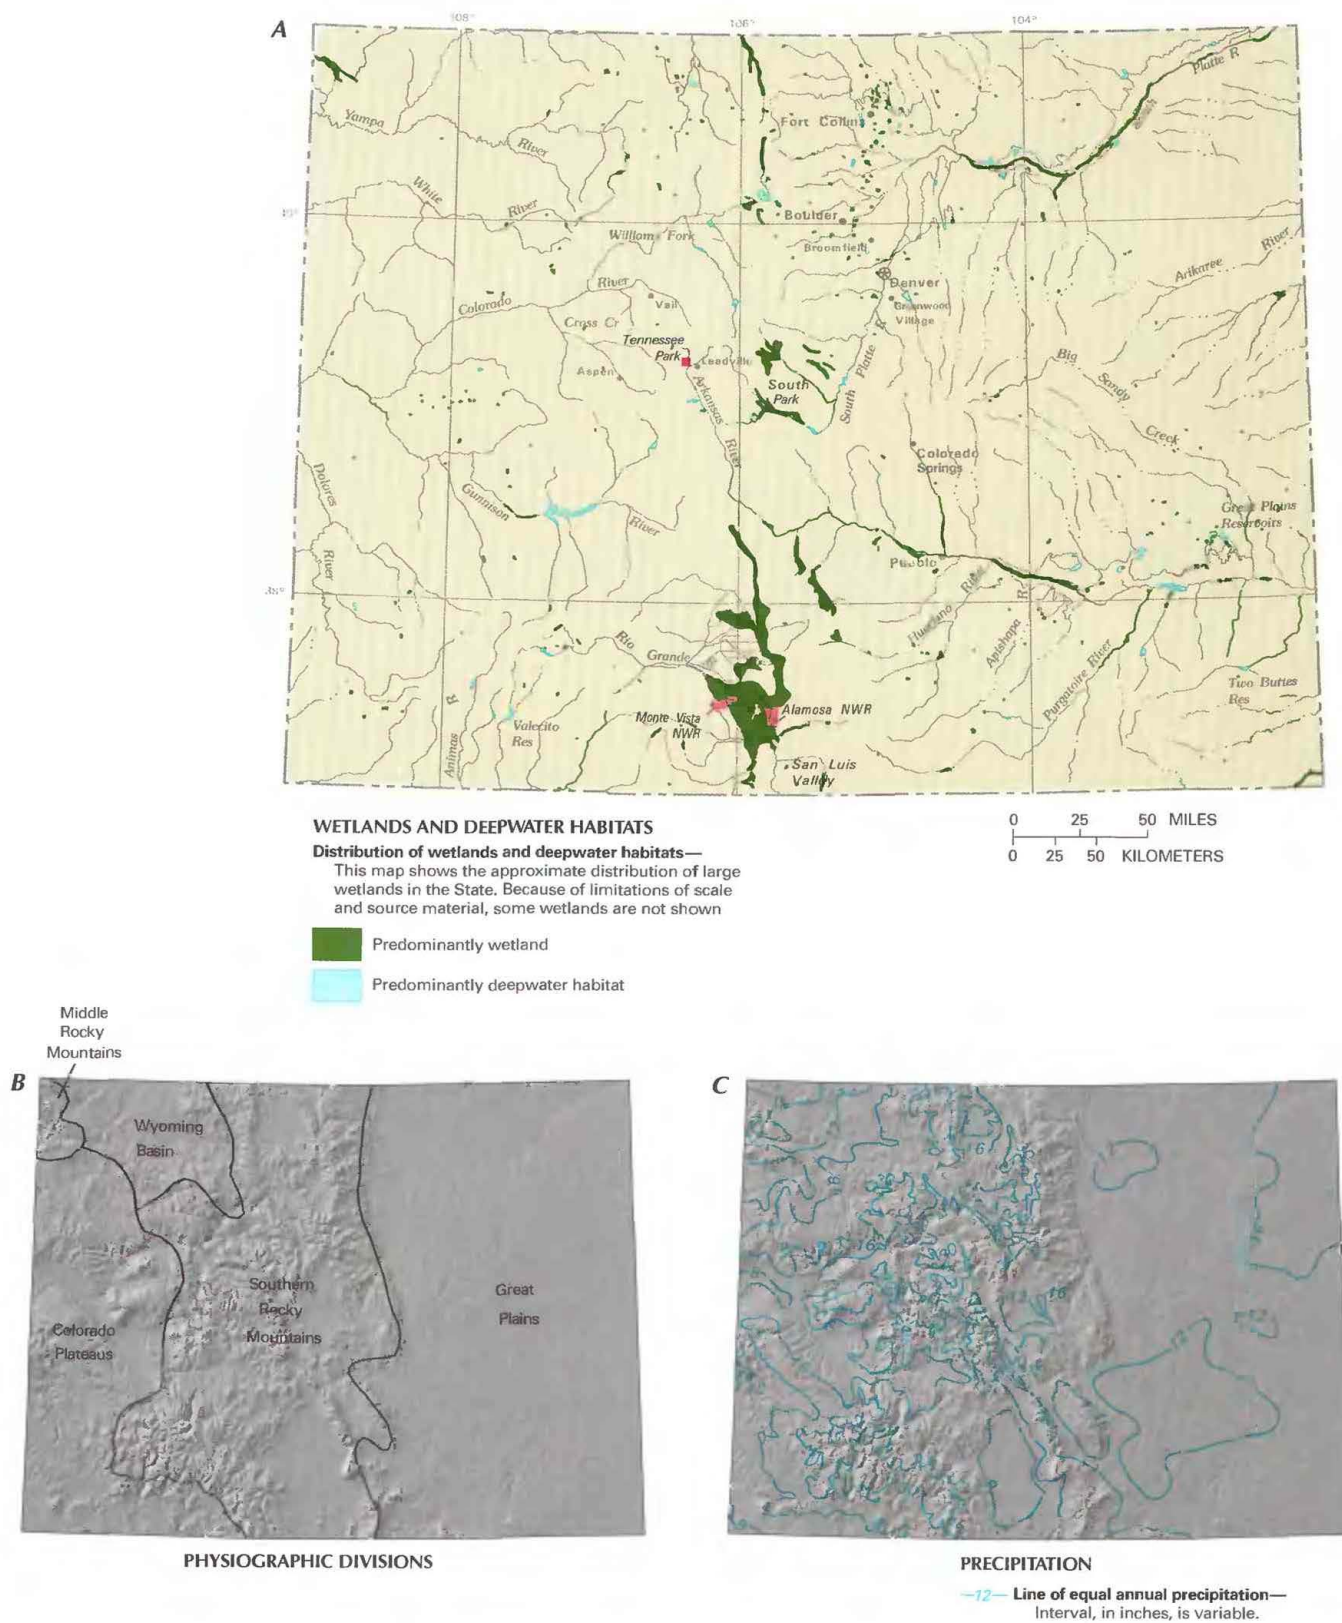 A
108°
106°
104°
Platte R
Yampa
River
Fort Collins
White
River
Boulder
William Fork
Broomfield
River
Arikaree
Denver
Colorado
River
Vail
Greenwood
Village
Cross Cr
Tennessee
Park
Leadville
Aspen
Arkansas
River
South
Park
South Platte R
Big
Sandy
Creek
Colorado
Springs
Dolores
River
Gunnison
River
Great Plains
Reservoirs
Pueblo
38°
Huerfano River
Apishapa R
Purgatoire River
Rio
Grande
Two Buttes
Res
Monte Vista
NWR
Alamosa NWR
Animas R
Vallecito
Res
San Luis
Valley
WETLANDS AND DEEPWATER HABITATS
Distribution of wetlands and deepwater habitats—
This map shows the approximate distribution of large
wetlands in the State. Because of limitations of scale
and source material, some wetlands are not shown
Predominantly wetland
Predominantly deepwater habitat
0 25 50 MILES
0 25 50 KILOMETERS
B
Middle
Rocky
Mountains
Wyoming
Basin
Southern
Rocky
Mountains
Great
Plains
Colorado
Plateaus
PHYSIOGRAPHIC DIVISIONS
C
16
16
16
12
12
PRECIPITATION
—12— Line of equal annual precipitation—
Interval, in inches, is variable.